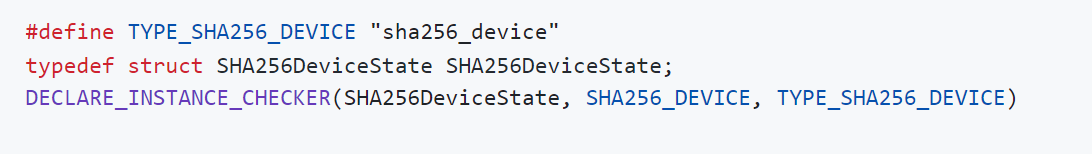 #define TYPE_SHA256_DEVICE "sha256_device"
typedef struct SHA256DeviceState SHA256DeviceState;
DECLARE_INSTANCE_CHECKER(SHA256DeviceState, SHA256_DEVICE, TYPE_SHA256_DEVICE)